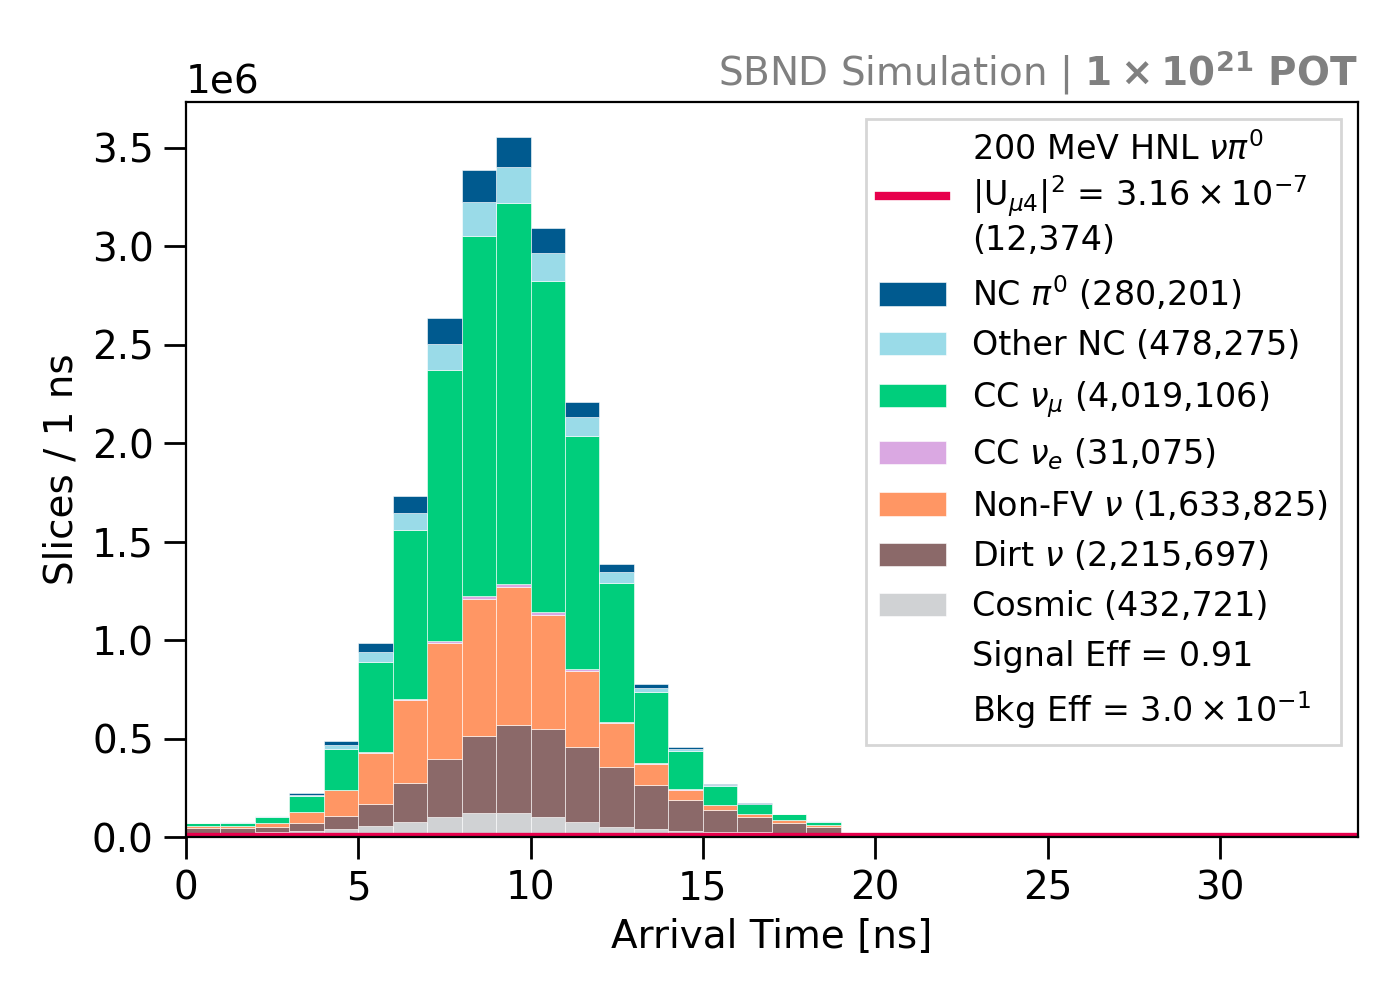 1e6
SBND Simulation | 1 × 10²¹ POT
3.5
3.0
2.5
2.0
1.5
1.0
0.5
0.0
Slices / 1 ns
0 5 10 15 20 25 30
Arrival Time [ns]
200 MeV HNL νπ⁰
|U_μ4|² = 3.16 × 10⁻⁷
(12,374)
NC π⁰ (280,201)
Other NC (478,275)
CC ν_μ (4,019,106)
CC ν_e (31,075)
Non-FV ν (1,633,825)
Dirt ν (2,215,697)
Cosmic (432,721)
Signal Eff = 0.91
Bkg Eff = 3.0 × 10⁻¹